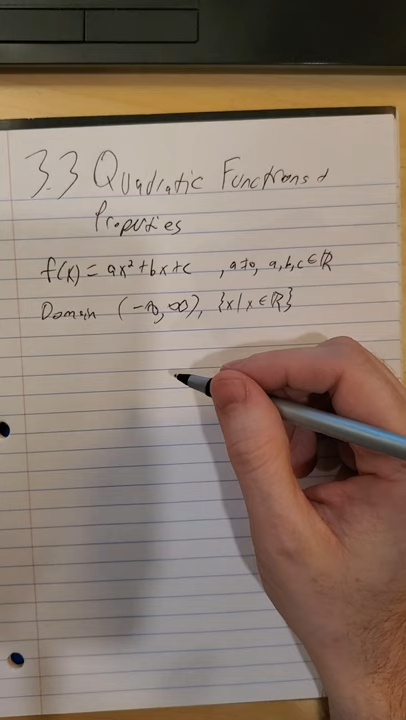 3.3 Quadratic Functions +
Properties
f(x) = ax² + bx + c , a≠0, a,b,c ∈ ℝ
Domain (-∞, ∞), {x | x ∈ ℝ}